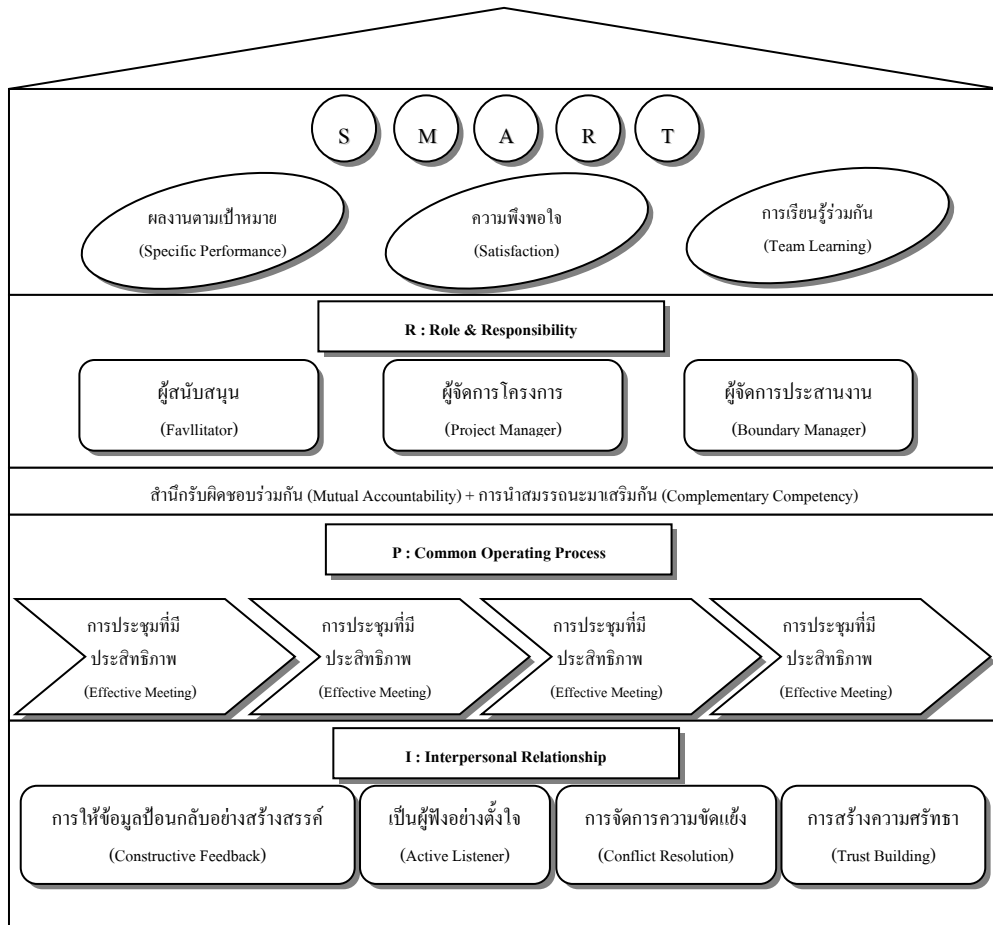 S M A R T
ผลงานตามเป้าหมาย
(Specific Performance)
ความพึงพอใจ
(Satisfaction)
การเรียนรู้ร่วมกัน
(Team Learning)
R : Role & Responsibility
ผู้สนับสนุน
(Favllitator)
ผู้จัดการโครงการ
(Project Manager)
ผู้จัดการประสานงาน
(Boundary Manager)
สำนึกรับผิดชอบร่วมกัน (Mutual Accountability) + การนำสมรรถนะมาเสริมกัน (Complementary Competency)
P : Common Operating Process
การประชุมที่มี
ประสิทธิภาพ
(Effective Meeting)
การประชุมที่มี
ประสิทธิภาพ
(Effective Meeting)
การประชุมที่มี
ประสิทธิภาพ
(Effective Meeting)
การประชุมที่มี
ประสิทธิภาพ
(Effective Meeting)
I : Interpersonal Relationship
การให้ข้อมูลป้อนกลับอย่างสร้างสรรค์
(Constructive Feedback)
เป็นผู้ฟังอย่างตั้งใจ
(Active Listener)
การจัดการความขัดแย้ง
(Conflict Resolution)
การสร้างความศรัทธา
(Trust Building)